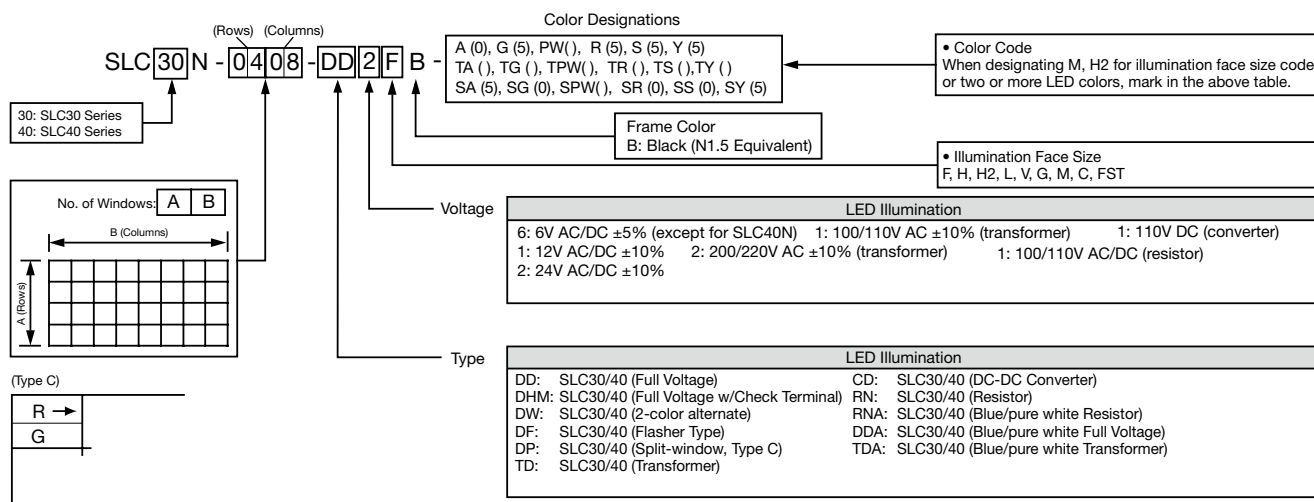 Color Designations
(Rows) (Columns)
SLC 30 N - 0 4 0 8 - DD 2 F B -
A (0), G (5), PW( ), R (5), S (5), Y (5)
TA ( ), TG ( ), TPW( ), TR ( ), TS ( ),TY ( )
SA (5), SG (0), SPW( ), SR (0), SS (0), SY (5)
• Color Code
When designating M, H2 for illumination face size code
or two or more LED colors, mark in the above table.
30: SLC30 Series
40: SLC40 Series
Frame Color
B: Black (N1.5 Equivalent)
• Illumination Face Size
F, H, H2, L, V, G, M, C, FST
No. of Windows: A B
B (Columns)
A (Rows)
Voltage
LED Illumination
6: 6V AC/DC ±5% (except for SLC40N) 1: 100/110V AC ±10% (transformer) 1: 110V DC (converter)
1: 12V AC/DC ±10% 2: 200/220V AC ±10% (transformer) 1: 100/110V AC/DC (resistor)
2: 24V AC/DC ±10%
Type
LED Illumination
DD: SLC30/40 (Full Voltage) CD: SLC30/40 (DC-DC Converter)
DHM: SLC30/40 (Full Voltage w/Check Terminal) RN: SLC30/40 (Resistor)
DW: SLC30/40 (2-color alternate) RNA: SLC30/40 (Blue/pure white Resistor)
DF: SLC30/40 (Flasher Type) DDA: SLC30/40 (Blue/pure white Full Voltage)
DP: SLC30/40 (Split-window, Type C) TDA: SLC30/40 (Blue/pure white Transformer)
TD: SLC30/40 (Transformer)
(Type C)
R
G